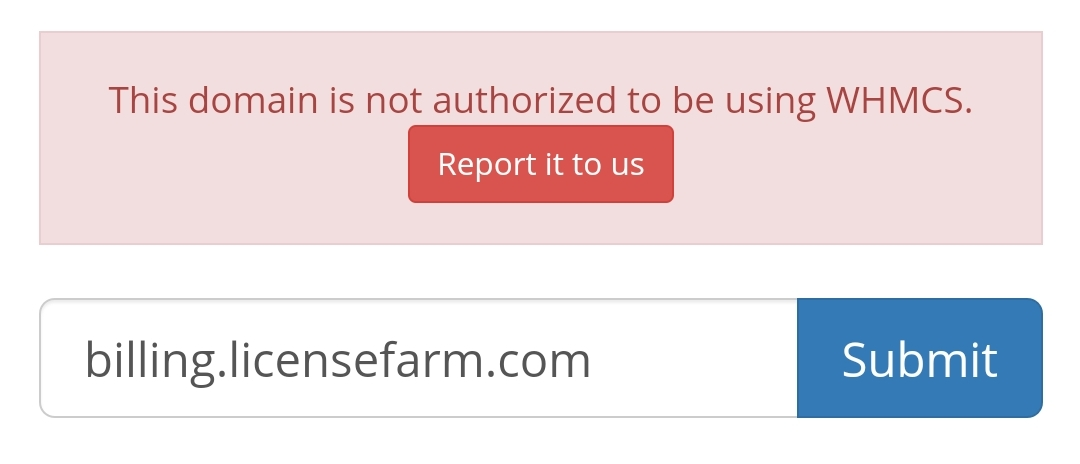 This domain is not authorized to be using WHMCS.
Report it to us
billing.licensefarm.com
Submit